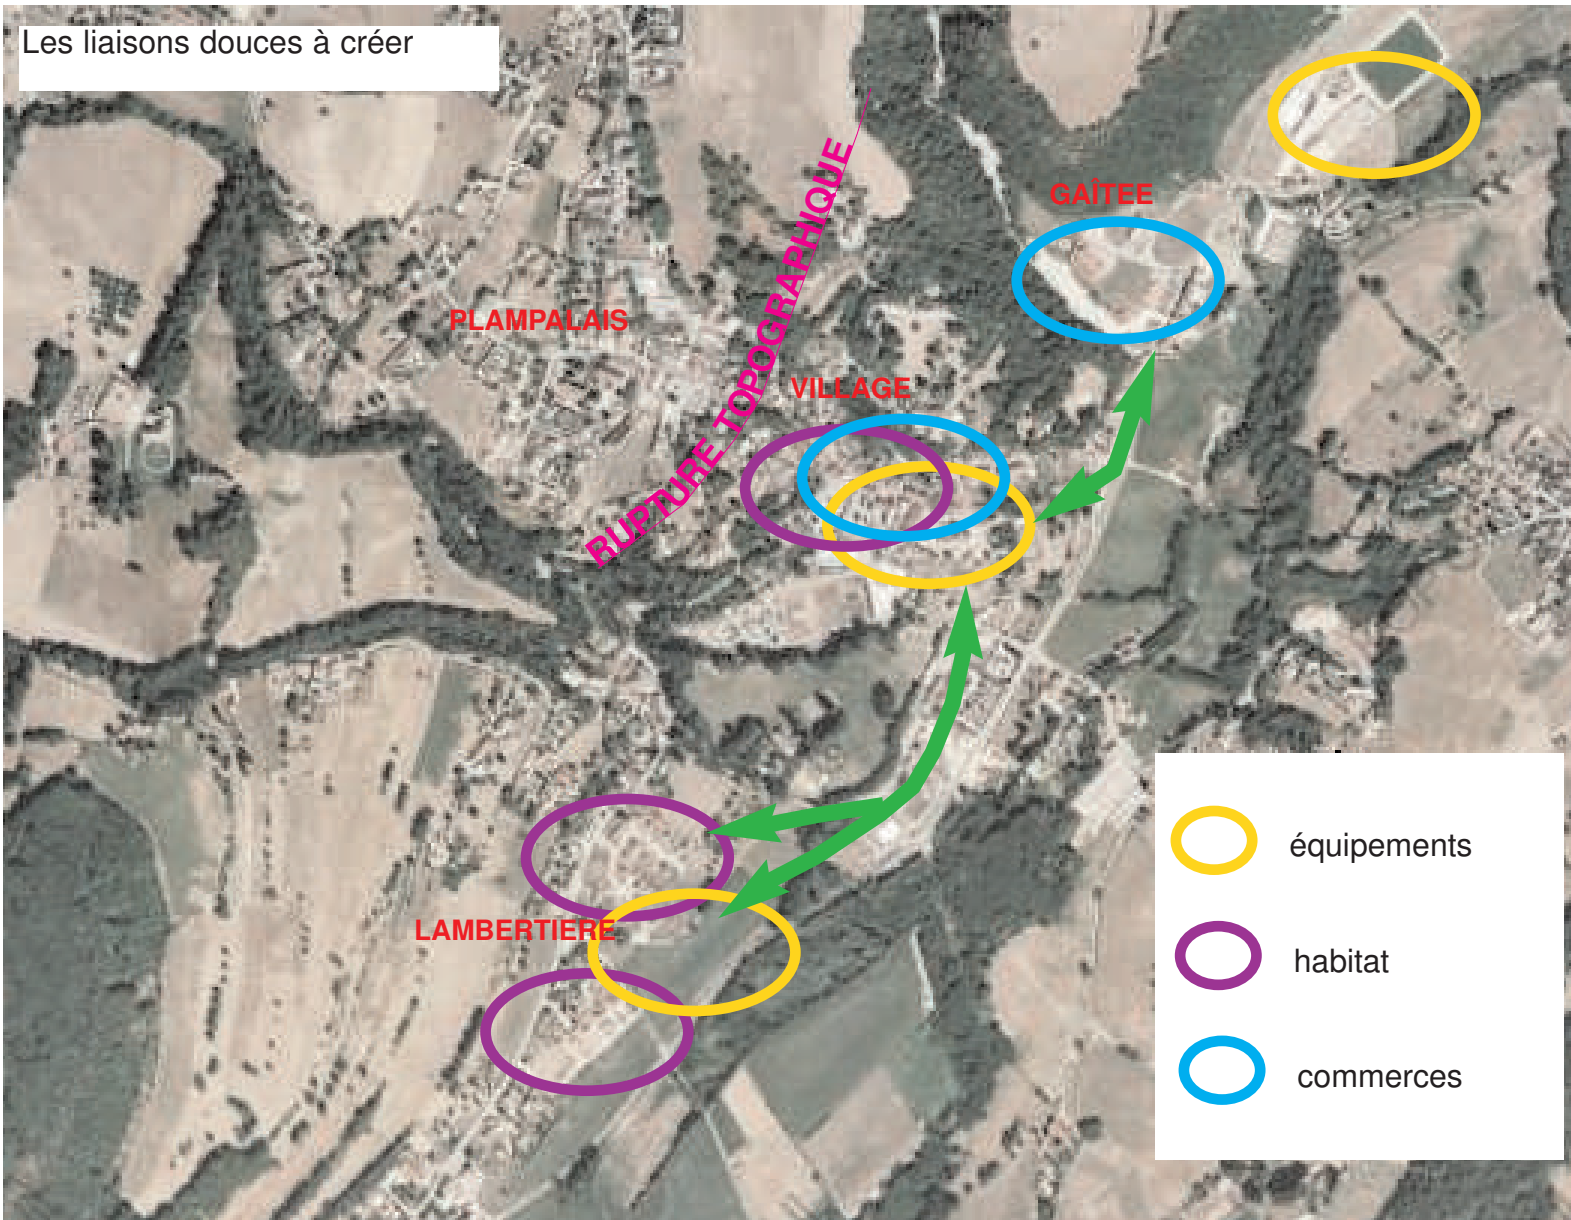 Les liaisons douces à créer
GAÎTEE
RUPTURE TOPOGRAPHIQUE
PLAMPALAIS
VILLAGE
LAMBERTIERE
équipements
habitat
commerces